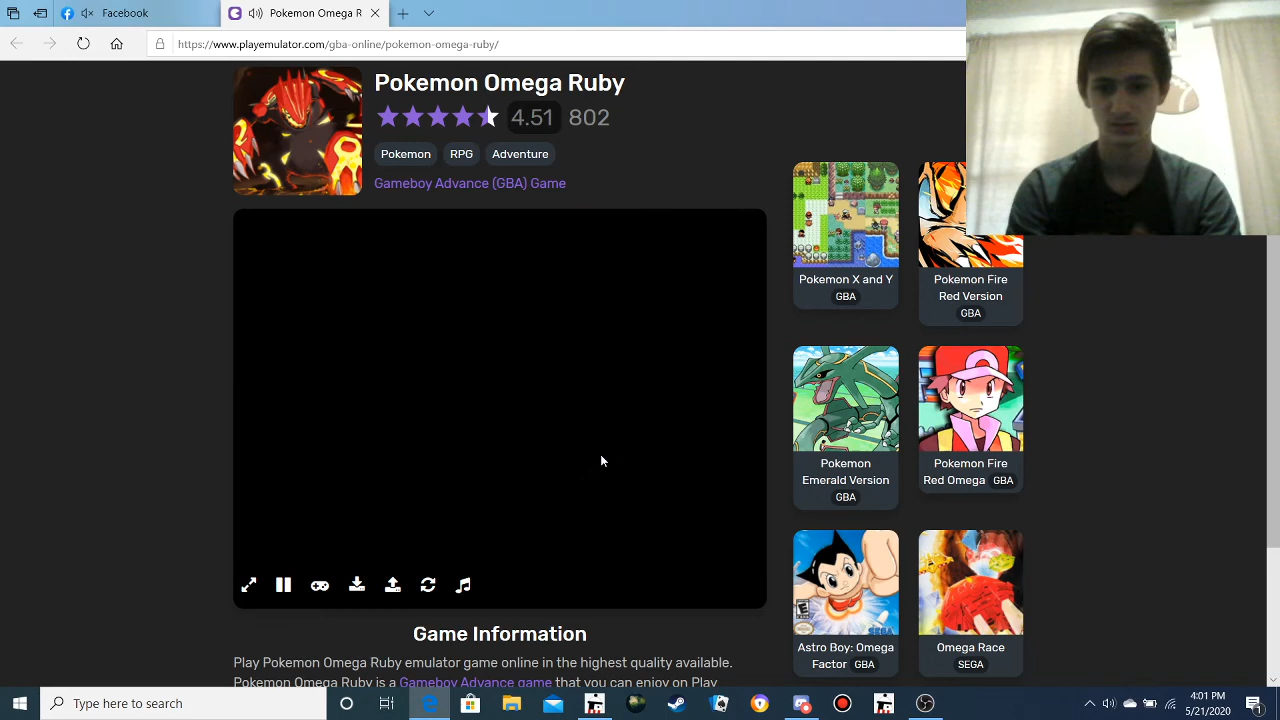 Facebook
Pokemon Omega R
https://www.playemulator.com/gba-online/pokemon-omega-ruby/
Pokemon Omega Ruby
4.51 802
Pokemon RPG Adventure
Gameboy Advance (GBA) Game
Pokemon X and Y
GBA
Pokemon Fire
Red Version
GBA
Pokemon
Emerald Version
GBA
Pokemon Fire
Red Omega GBA
Astro Boy: Omega
Factor GBA
SEGA
Omega Race
SEGA
Game Information
Play Pokemon Omega Ruby emulator game online in the highest quality available.
Pokemon Omega Ruby is a Gameboy Advance game that you can enjoy on Play
Type here to search
4:01 PM
5/21/2020